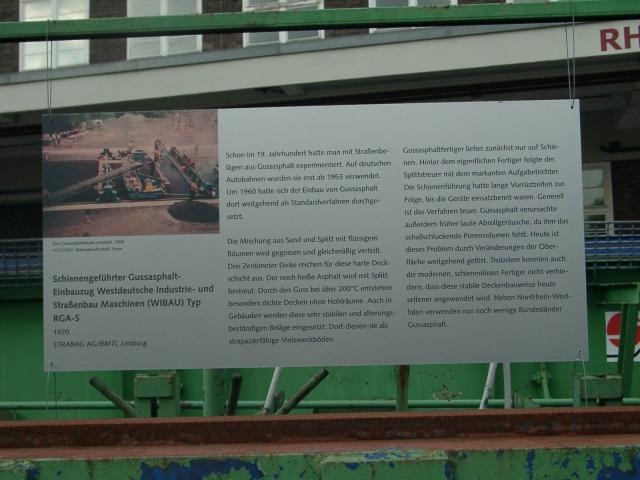 RH
Eine Gussasphaltdecke entsteht, 1959
HOCHTIEF Aktiengesellschaft, Essen
Schienengeführter Gussasphalt-
Einbauzug Westdeutsche Industrie- und
Straßenbau Maschinen (WIBAU) Typ
RGA-S
1970
STRABAG AG/BMTI, Limburg
Schon im 19. Jahrhundert hatte man mit Straßenbe-
lägen aus Gussasphalt experimentiert. Auf deutschen
Autobahnen wurden sie erst ab 1953 verwendet.
Um 1960 hatte sich der Einbau von Gussasphalt
dort weitgehend als Standardverfahren durchge-
setzt.
Die Mischung aus Sand und Splitt mit flüssigem
Bitumen wird gegossen und gleichmäßig verteilt.
Drei Zentimeter Dicke reichen für diese harte Deck-
schicht aus. Der noch heiße Asphalt wird mit Splitt
bestreut. Durch den Guss bei über 200°C entstehen
besonders dichte Decken ohne Hohlräume. Auch in
Gebäuden werden diese sehr stabilen und alterungs-
beständigen Beläge eingesetzt. Dort dienen sie als
strapazierfähige Vielzweckböden.
Gussasphaltfertiger liefen zunächst nur auf Schie-
nen. Hinter dem eigentlichen Fertiger folgte der
Splittstreuer mit dem markanten Aufgabetrichter.
Die Schienenführung hatte lange Vorrüstzeiten zur
Folge, bis die Geräte einsatzbereit waren. Generell
ist das Verfahren teuer. Gussasphalt verursachte
außerdem früher laute Abrollgeräusche, da ihm das
schallschluckende Porenvolumen fehlt. Heute ist
dieses Problem durch Veränderungen der Ober-
fläche weitgehend gelöst. Trotzdem konnten auch
die modernen, schienenlosen Fertiger nicht verhin-
dern, dass diese stabile Deckenbauweise heute
seltener angewendet wird. Neben Nordrhein-West-
falen verwenden nur noch wenige Bundesländer
Gussasphalt.